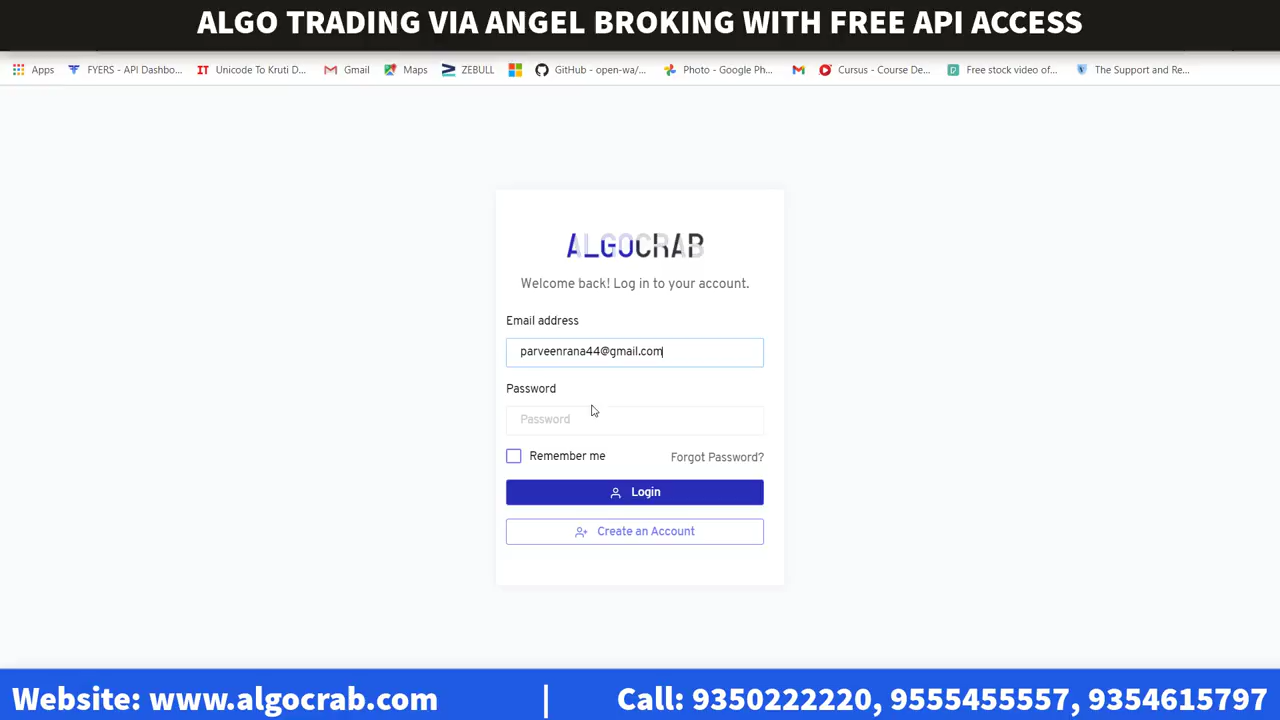 ALGO TRADING VIA ANGEL BROKING WITH FREE API ACCESS
Apps FYERS - API Dashbo... IT Unicode To Kruti D... Gmail Maps ZEBULL GitHub - open-wa/... Photo - Google Ph... Cursus - Course De... Free stock video of... The Support and Re...
ALGOCRAB
Welcome back! Log in to your account.
Email address
parveenrana44@gmail.com
Password
Password
Remember me Forgot Password?
Login
Create an Account
Website: www.algocrab.com | Call: 9350222220, 9555455557, 9354615797